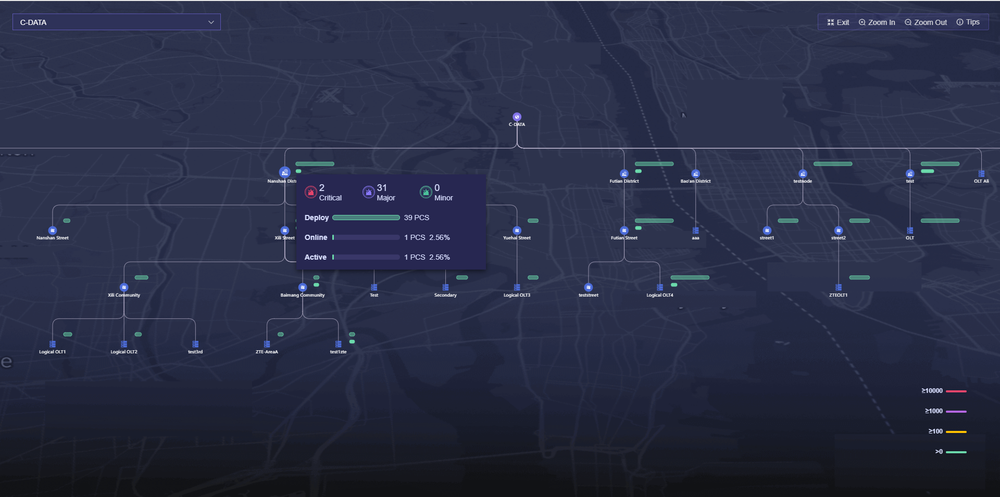 C-DATA
Exit Zoom In Zoom Out Tips
C-DATA
Nanshan Distri
Futian District
Bao'an District
testnode
test
OLT Ali
2 Critical
31 Major
0 Minor
Deploy 39 PCS
Online 1 PCS 2.56%
Active 1 PCS 2.56%
Nanshan Street
Xili Street
Yuehai Street
Futian Street
aaa
street1
street2
OLT
Xili Community
Baimang Community
Test
Secondary
Logical OLT3
teststreet
Logical OLT4
ZTEOLT1
Logical OLT1
Logical OLT2
test3rd
ZTE-AreaA
test1zte
e
≥10000
≥1000
≥100
>0